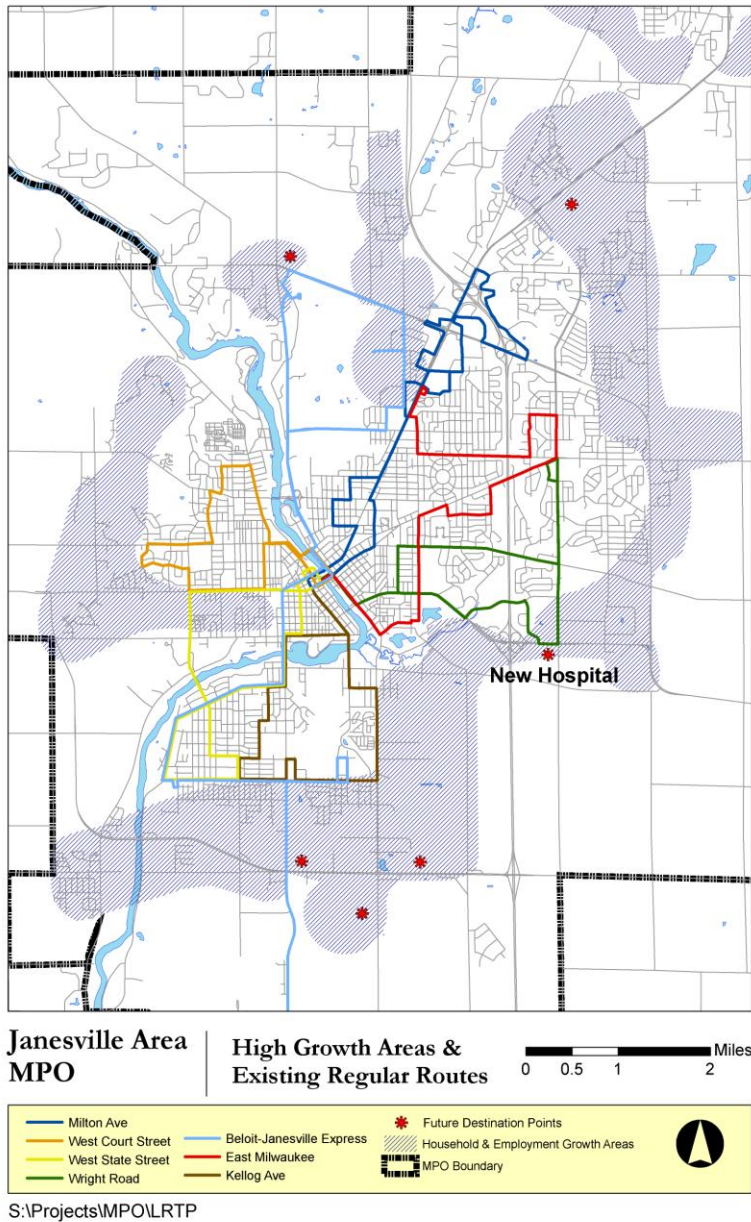 New Hospital
Janesville Area
MPO
High Growth Areas &
Existing Regular Routes
Miles
0 0.5 1 2
Milton Ave
West Court Street
West State Street
Wright Road
Beloit-Janesville Express
East Milwaukee
Kellog Ave
Future Destination Points
Household & Employment Growth Areas
MPO Boundary
S:\Projects\MPO\LRTP